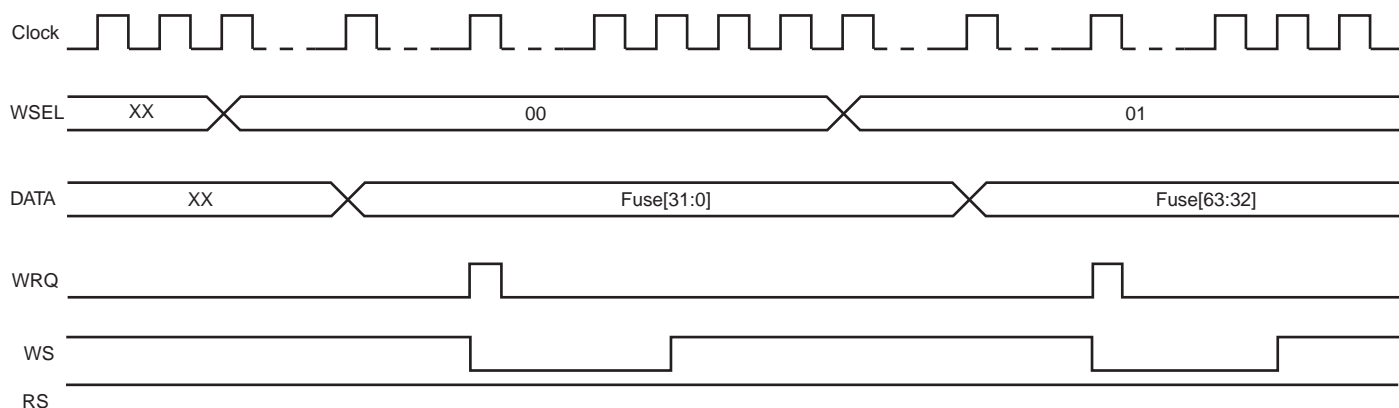 Clock
WSEL XX 00 01
DATA XX Fuse[31:0] Fuse[63:32]
WRQ
WS
RS